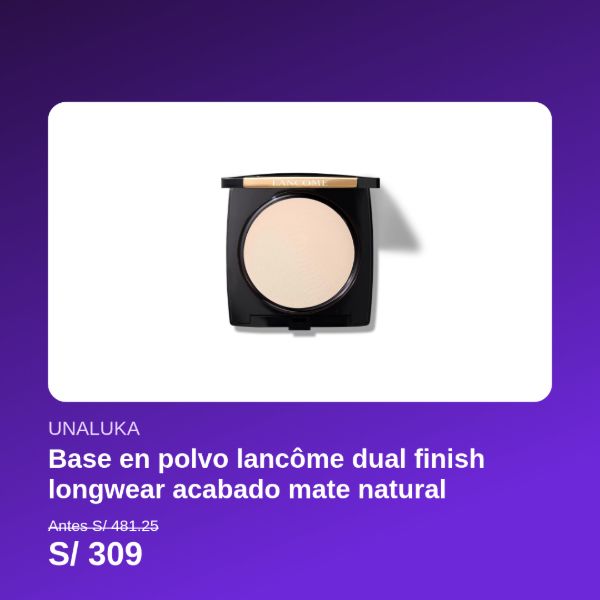 LANCÔME
UNALUKA
Base en polvo lancôme dual finish
longwear acabado mate natural
Antes S/ 481.25
S/ 309